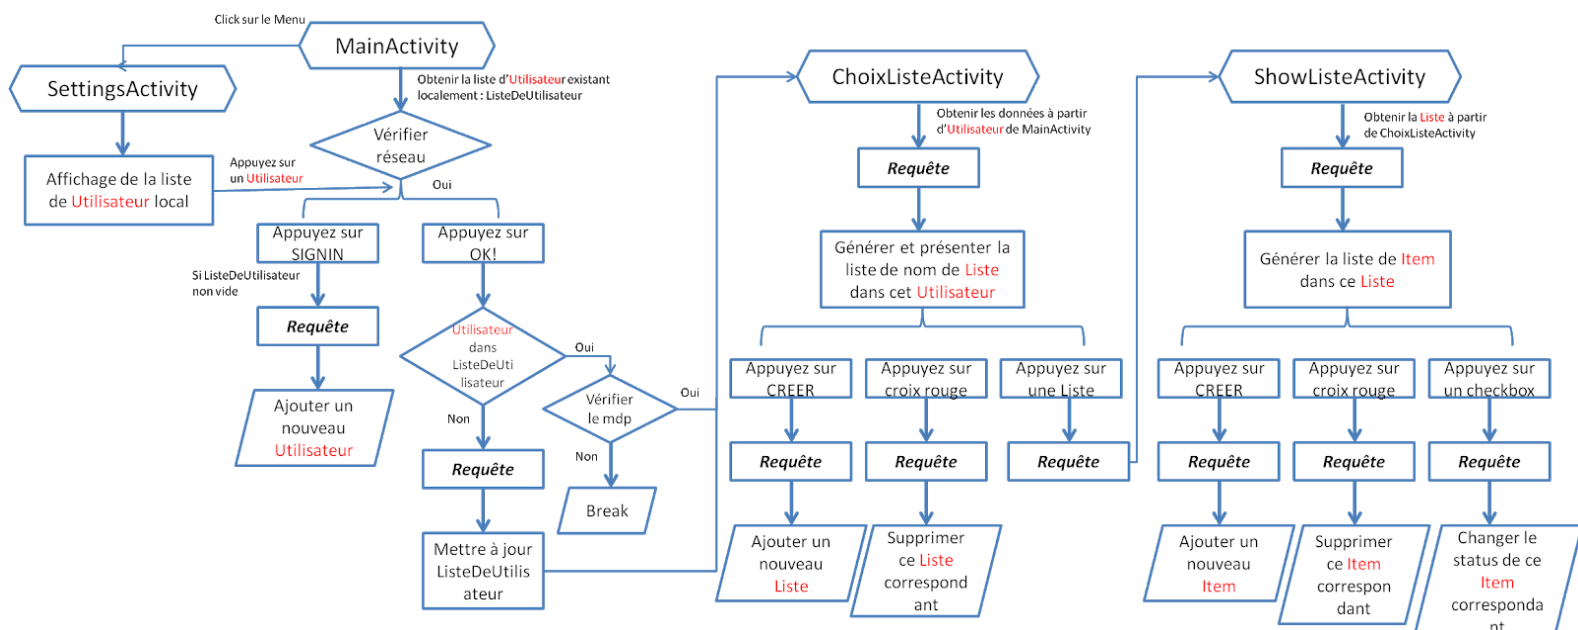 Click sur le Menu
MainActivity
SettingsActivity
Obtenir la liste d'Utilisateur existant
localement : ListeDeUtilisateur
Vérifier
réseau
Affichage de la liste
de Utilisateur local
Appuyez sur
un Utilisateur
Oui
Appuyez sur
SIGNIN
Appuyez sur
OK!
Si ListeDeUtilisateur
non vide
Requête
Ajouter un
nouveau
Utilisateur
Utilisateur
dans
ListeDeUti
lisateur
Oui
Non
Vérifier
le mdp
Oui
Non
Break
Requête
Mettre à jour
ListeDeUtilis
ateur
ChoixListeActivity
Obtenir les données à partir
d'Utilisateur de MainActivity
Requête
Générer et présenter la
liste de nom de Liste
dans cet Utilisateur
Appuyez sur
CREER
Appuyez sur
croix rouge
Appuyez sur
une Liste
Requête
Requête
Requête
Ajouter un
nouveau
Liste
Supprimer
ce Liste
correspond
ant
ShowListeActivity
Obtenir la Liste à partir
de ChoixListeActivity
Requête
Générer la liste de Item
dans ce Liste
Appuyez sur
CREER
Appuyez sur
croix rouge
Appuyez sur
un checkbox
Requête
Requête
Requête
Ajouter un
nouveau
Item
Supprimer
ce Item
correspon
dant
Changer le
status de ce
Item
corresponda
nt